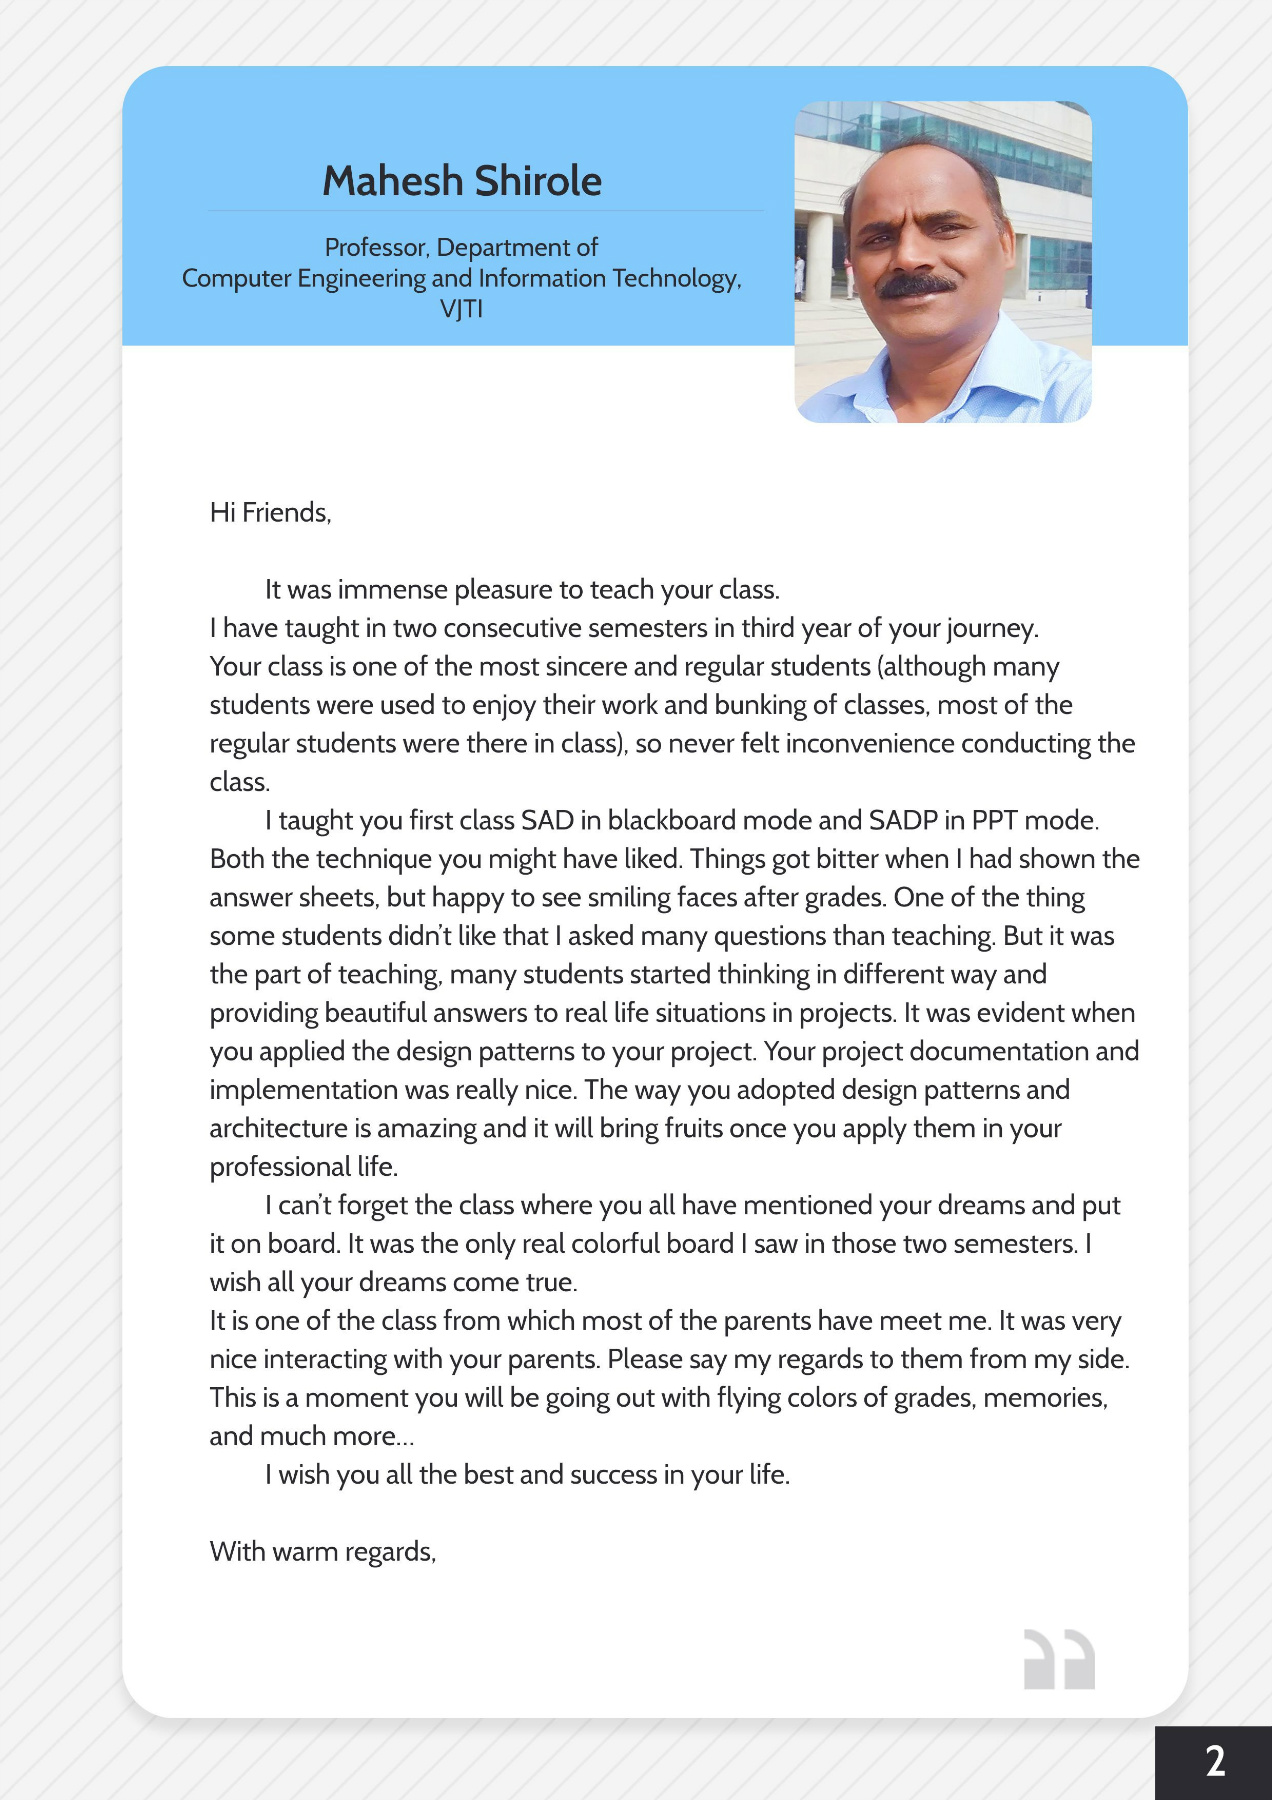 Mahesh Shirole
Professor, Department of
Computer Engineering and Information Technology,
VJTI
Hi Friends,
It was immense pleasure to teach your class.
I have taught in two consecutive semesters in third year of your journey.
Your class is one of the most sincere and regular students (although many
students were used to enjoy their work and bunking of classes, most of the
regular students were there in class), so never felt inconvenience conducting the
class.
I taught you first class SAD in blackboard mode and SADP in PPT mode.
Both the technique you might have liked. Things got bitter when I had shown the
answer sheets, but happy to see smiling faces after grades. One of the thing
some students didn’t like that I asked many questions than teaching. But it was
the part of teaching, many students started thinking in different way and
providing beautiful answers to real life situations in projects. It was evident when
you applied the design patterns to your project. Your project documentation and
implementation was really nice. The way you adopted design patterns and
architecture is amazing and it will bring fruits once you apply them in your
professional life.
I can’t forget the class where you all have mentioned your dreams and put
it on board. It was the only real colorful board I saw in those two semesters. I
wish all your dreams come true.
It is one of the class from which most of the parents have meet me. It was very
nice interacting with your parents. Please say my regards to them from my side.
This is a moment you will be going out with flying colors of grades, memories,
and much more...
I wish you all the best and success in your life.
With warm regards,
2